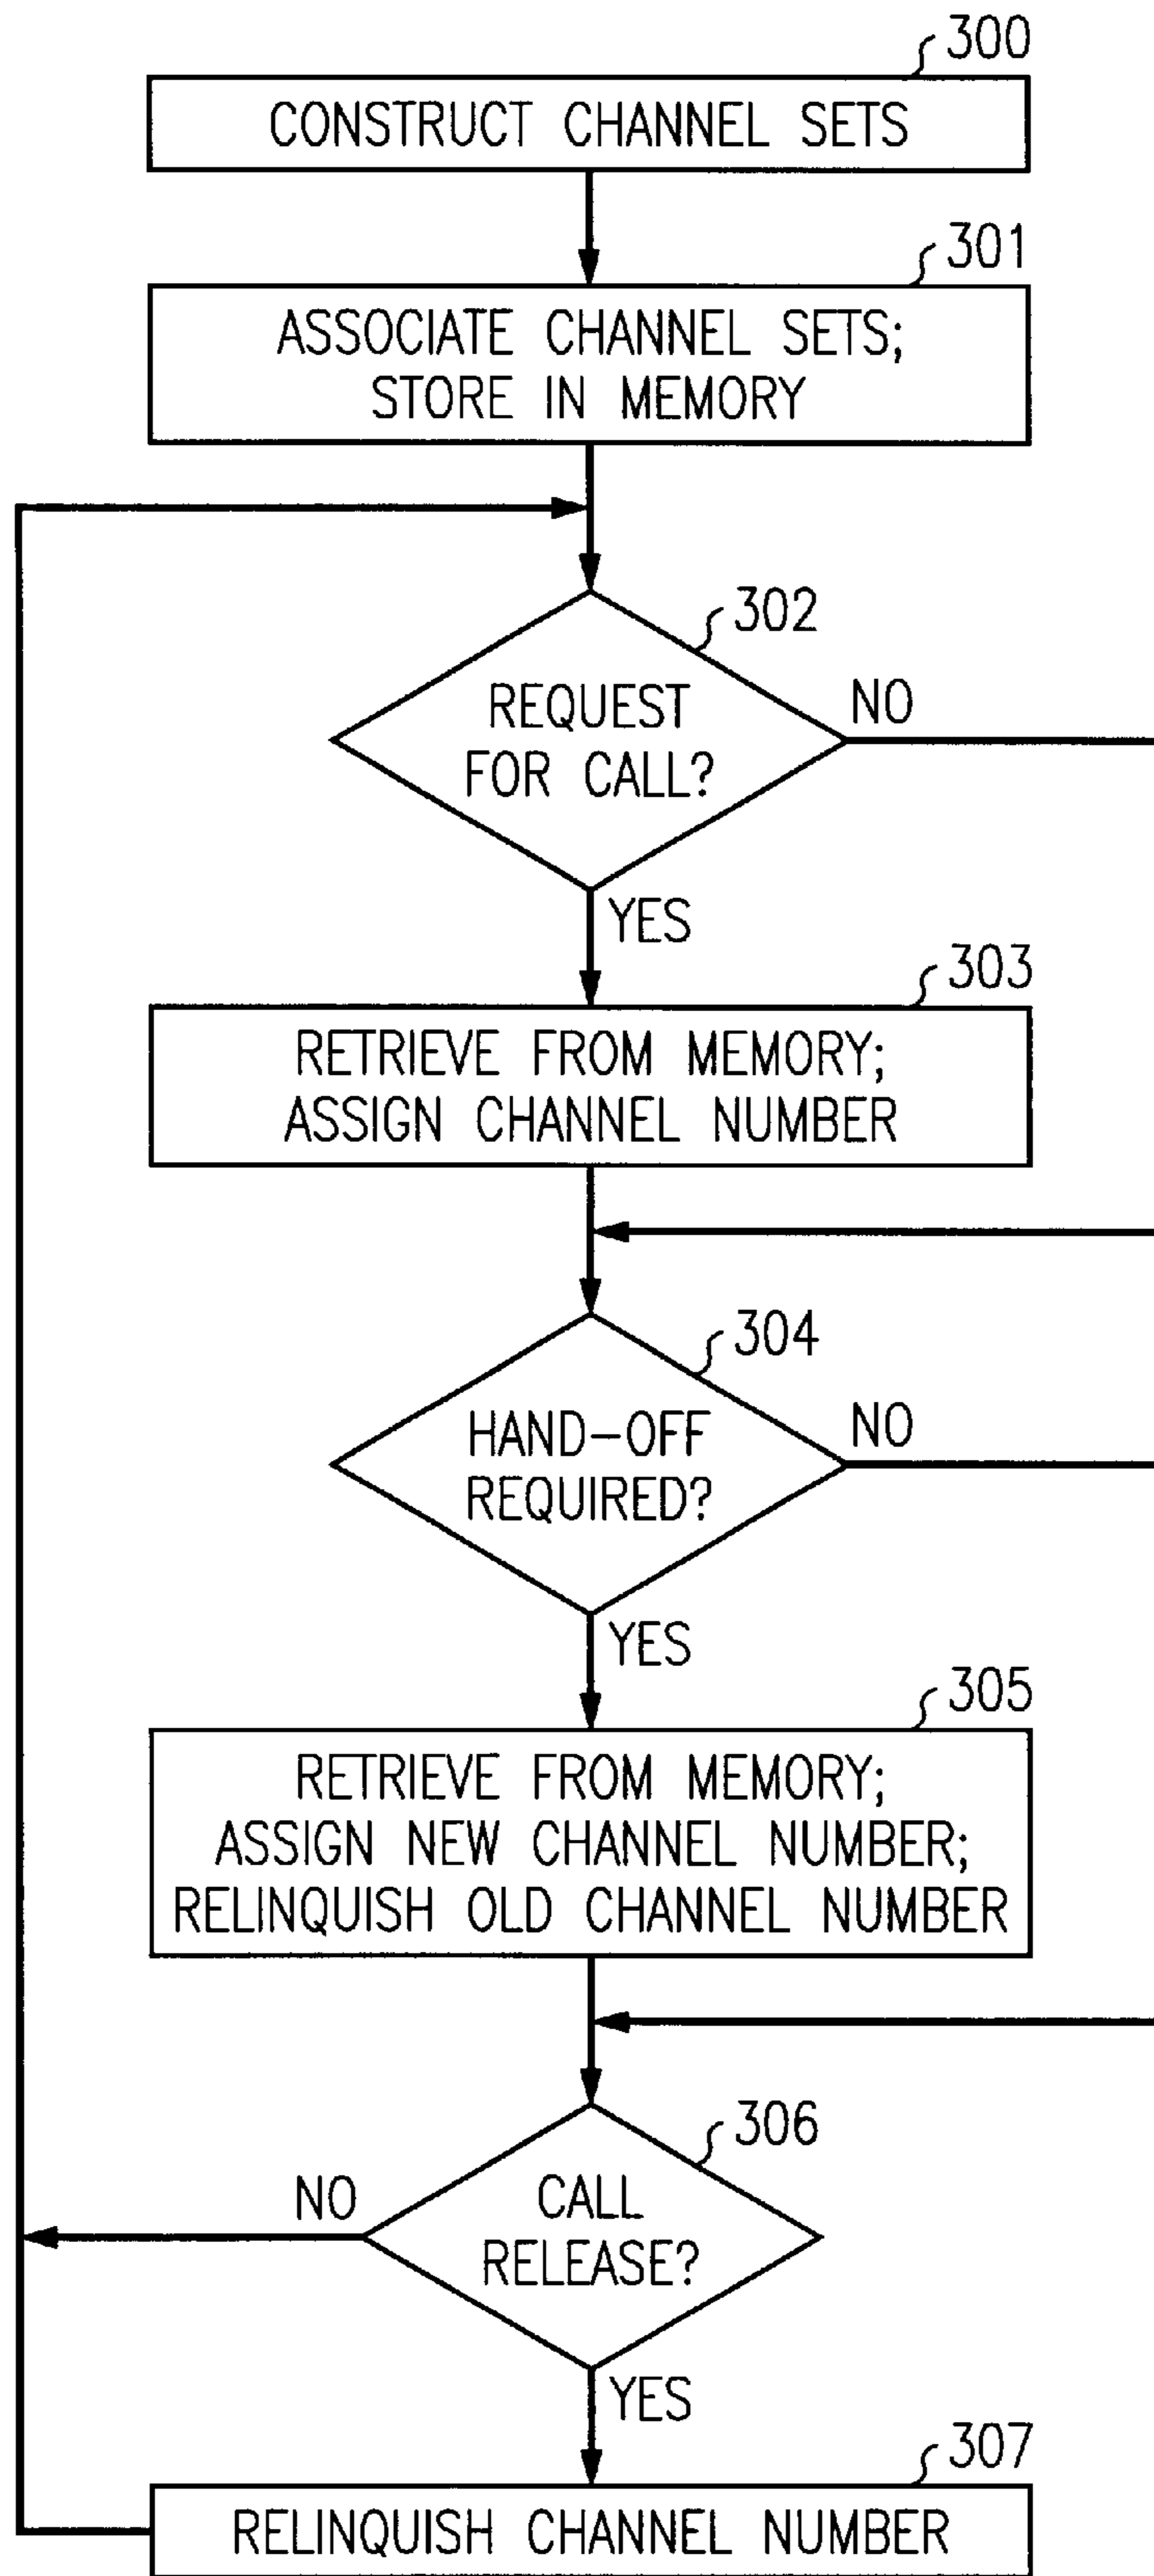 300
CONSTRUCT CHANNEL SETS
301
ASSOCIATE CHANNEL SETS;
STORE IN MEMORY
302
REQUEST
FOR CALL?
NO
YES
303
RETRIEVE FROM MEMORY;
ASSIGN CHANNEL NUMBER
304
HAND-OFF
REQUIRED?
NO
YES
305
RETRIEVE FROM MEMORY;
ASSIGN NEW CHANNEL NUMBER;
RELINQUISH OLD CHANNEL NUMBER
306
CALL
RELEASE?
NO
YES
307
RELINQUISH CHANNEL NUMBER